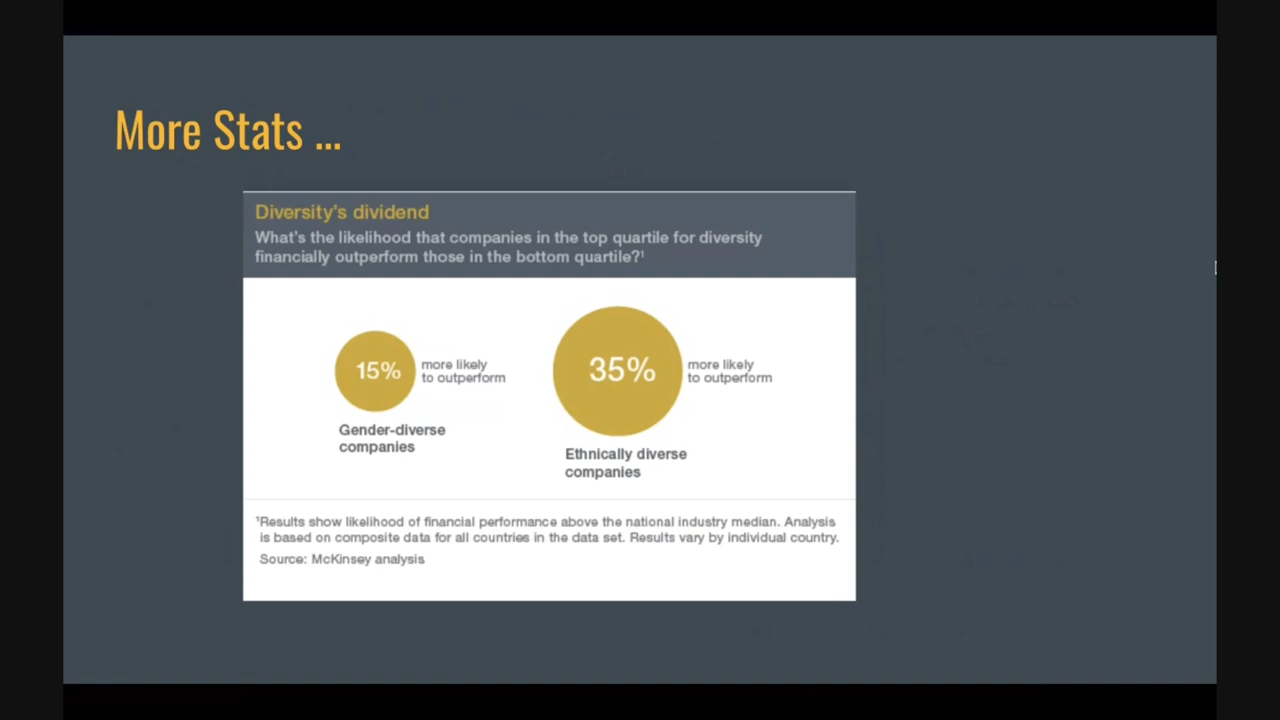 More Stats ...
Diversity's dividend
What's the likelihood that companies in the top quartile for diversity
financially outperform those in the bottom quartile?¹
15%
more likely
to outperform
Gender-diverse
companies
35%
more likely
to outperform
Ethnically diverse
companies
¹Results show likelihood of financial performance above the national industry median. Analysis
is based on composite data for all countries in the data set. Results vary by individual country.
Source: McKinsey analysis